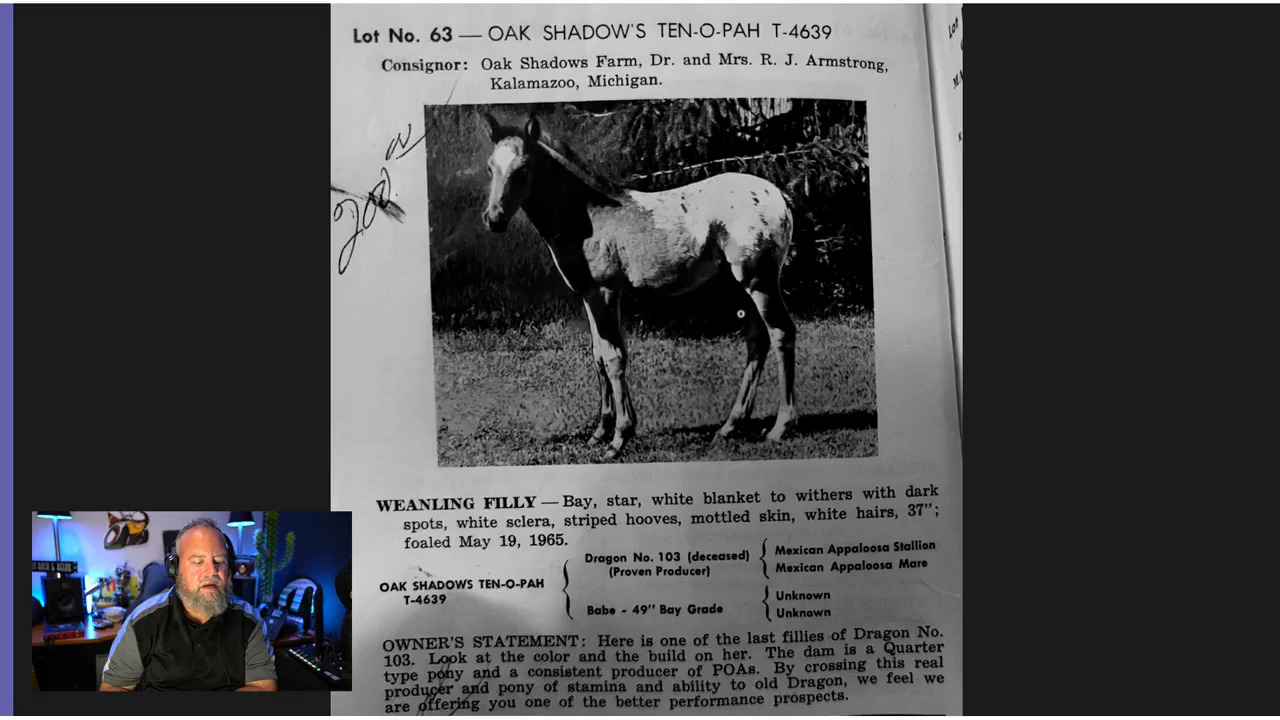 Lot No. 63 — OAK SHADOW'S TEN-O-PAH T-4639
Consignor: Oak Shadows Farm, Dr. and Mrs. R. J. Armstrong,
Kalamazoo, Michigan.
WEANLING FILLY — Bay, star, white blanket to withers with dark
spots, white sclera, striped hooves, mottled skin, white hairs, 37";
foaled May 19, 1965.
OAK SHADOWS TEN-O-PAH
T-4639
Dragon No. 103 (deceased)
(Proven Producer)
Mexican Appaloosa Stallion
Mexican Appaloosa Mare
Babe - 49" Bay Grade
Unknown
Unknown
OWNER'S STATEMENT: Here is one of the last fillies of Dragon No.
103. Look at the color and the build on her. The dam is a Quarter
type pony and a consistent producer of POAs. By crossing this real
producer and pony of stamina and ability to old Dragon, we feel we
are offering you one of the better performance prospects.